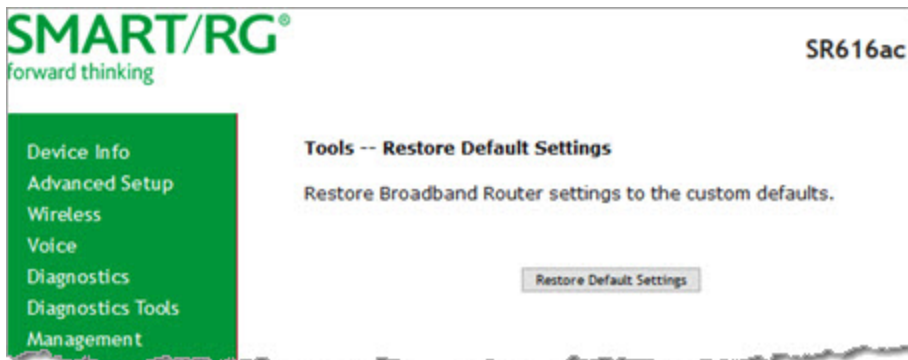 SMART/RG®
forward thinking
SR616ac
Device Info
Advanced Setup
Wireless
Voice
Diagnostics
Diagnostics Tools
Management
Tools -- Restore Default Settings
Restore Broadband Router settings to the custom defaults.
Restore Default Settings